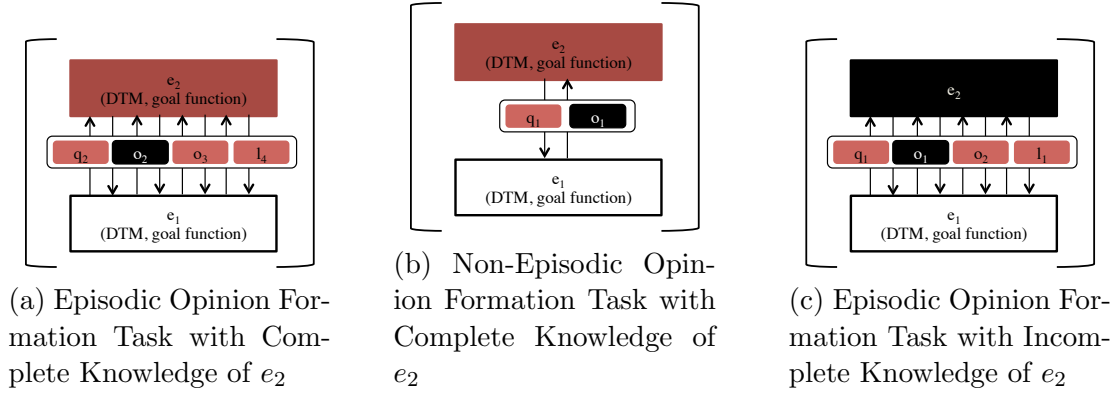 e₂
(DTM, goal function)
q₂ o₂ o₃ l₄
e₁
(DTM, goal function)
(a) Episodic Opinion For-
mation Task with Com-
plete Knowledge of e₂
e₂
(DTM, goal function)
q₁ o₁
e₁
(DTM, goal function)
(b) Non-Episodic Opin-
ion Formation Task with
Complete Knowledge of
e₂
e₂
q₁ o₁ o₂ l₁
e₁
(DTM, goal function)
(c) Episodic Opinion For-
mation Task with Incom-
plete Knowledge of e₂